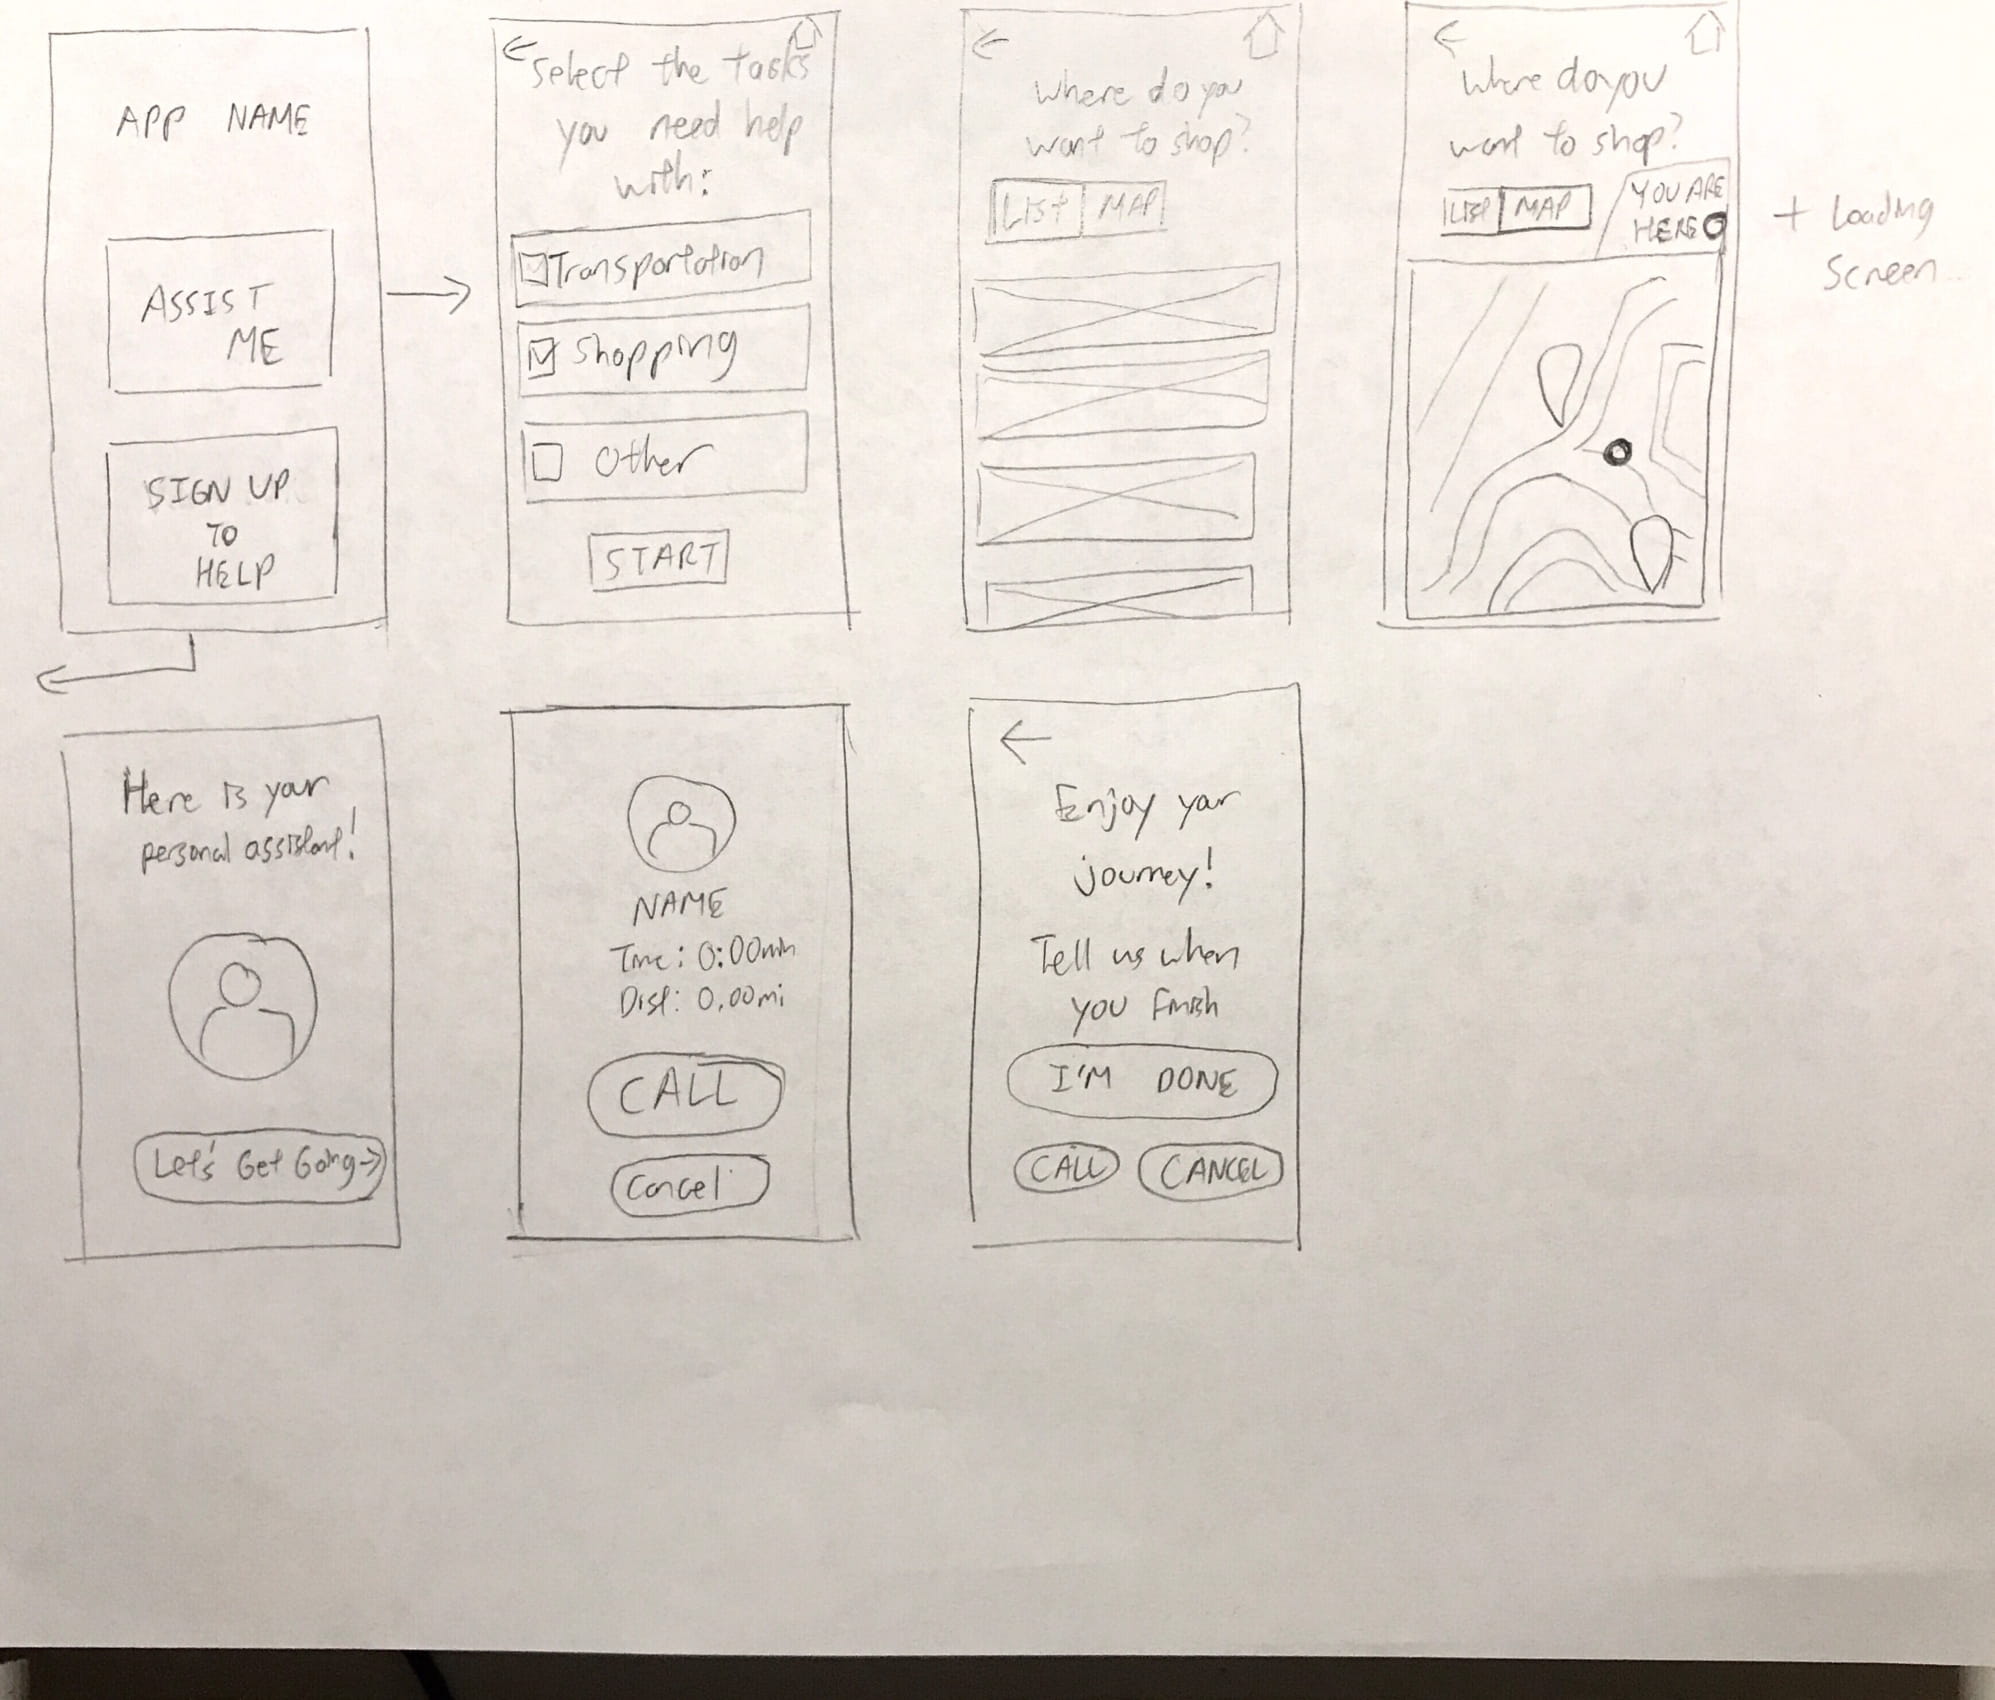 APP NAME
ASSIST
ME
SIGN UP
TO
HELP
Select the tasks
you need help
with:
Transportation
Shopping
Other
START
Where do you
want to shop?
LIST MAP
Where do you
want to shop?
LIST MAP
YOU ARE
HERE
+ Loading
Screen...
Here is your
personal assistant!
Let's Get Going→
NAME
Time: 0:00min
Dist: 0.00mi
CALL
Cancel
Enjoy your
journey!
Tell us when
you finish
I'M DONE
CALL CANCEL